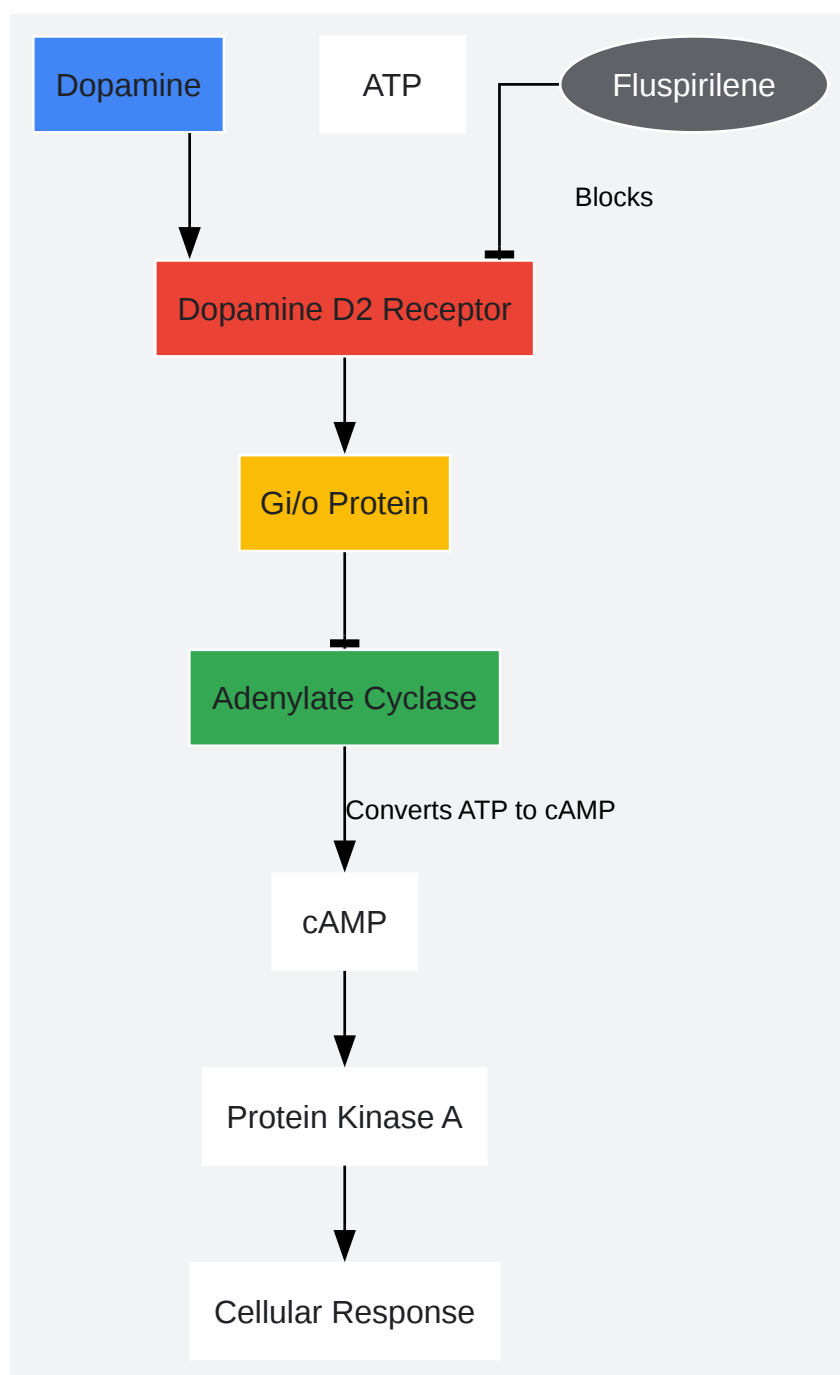 Dopamine
ATP
Fluspirilene
Blocks
Dopamine D2 Receptor
Gi/o Protein
Adenylate Cyclase
Converts ATP to cAMP
cAMP
Protein Kinase A
Cellular Response